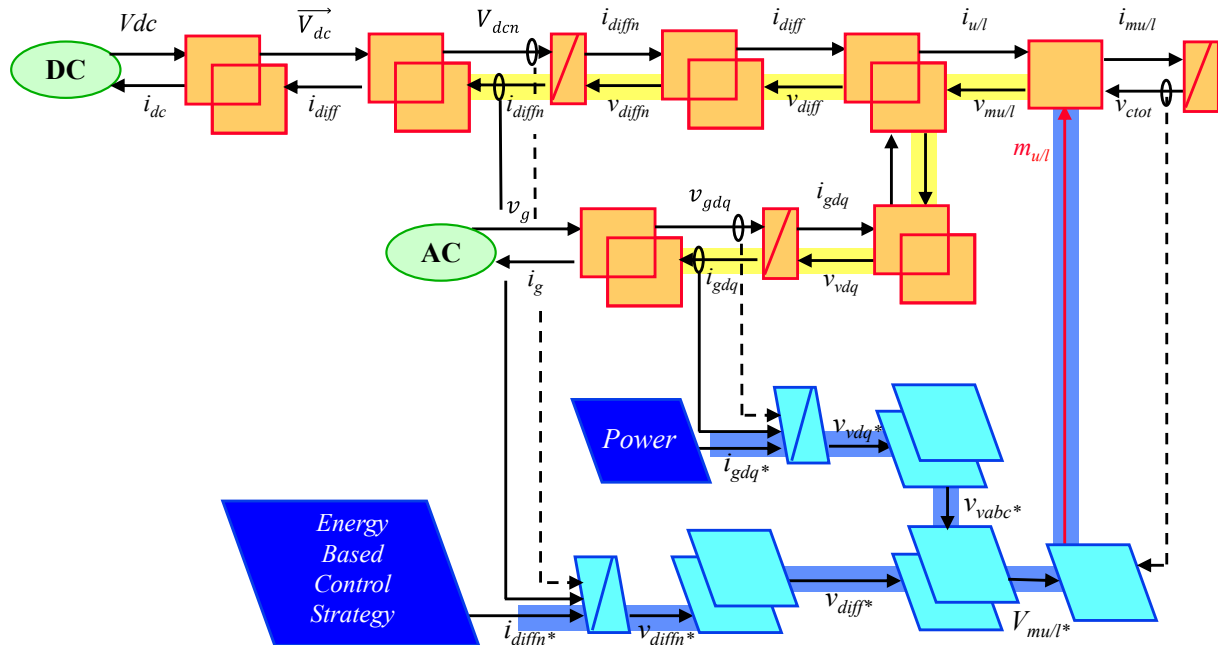 Vdc
V⃗dc
Vdcn
idiffn
idiff
iu/l
imu/l
DC
idc
idiff
idiffn
vdiffn
vdiff
vmu/l
vctot
mu/l
vg
vgdq
igdq
AC
ig
igdq
vvdq
Power
vvdq*
igdq*
vvabc*
Energy
Based
Control
Strategy
idiffn*
vdiffn*
vdiff*
Vmu/l*